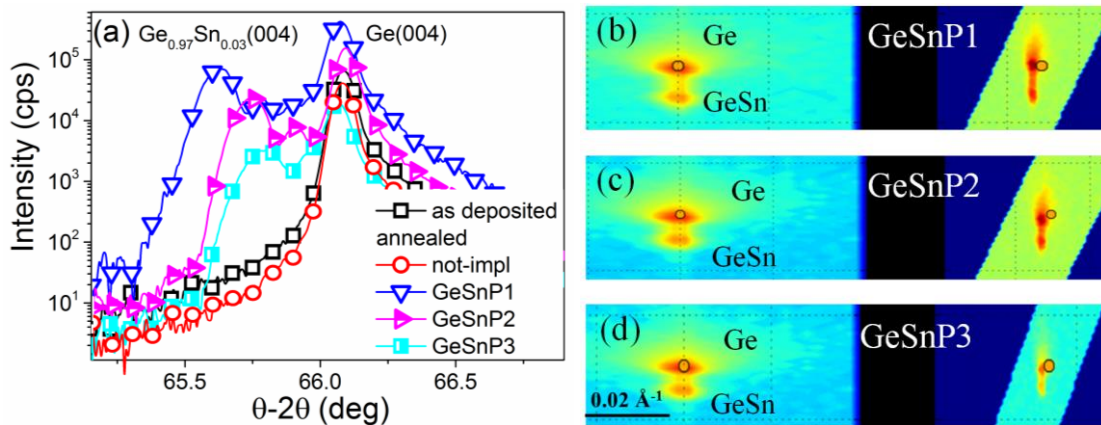 (a) Ge0.97Sn0.03(004) Ge(004)
10^5
10^4
10^3
10^2
10^1
Intensity (cps)
as deposited
annealed
not-impl
GeSnP1
GeSnP2
GeSnP3
65.5 66.0 66.5
θ-2θ (deg)
(b) Ge GeSnP1
GeSn
(c) Ge GeSnP2
GeSn
(d) Ge GeSnP3
GeSn
0.02 Å-1